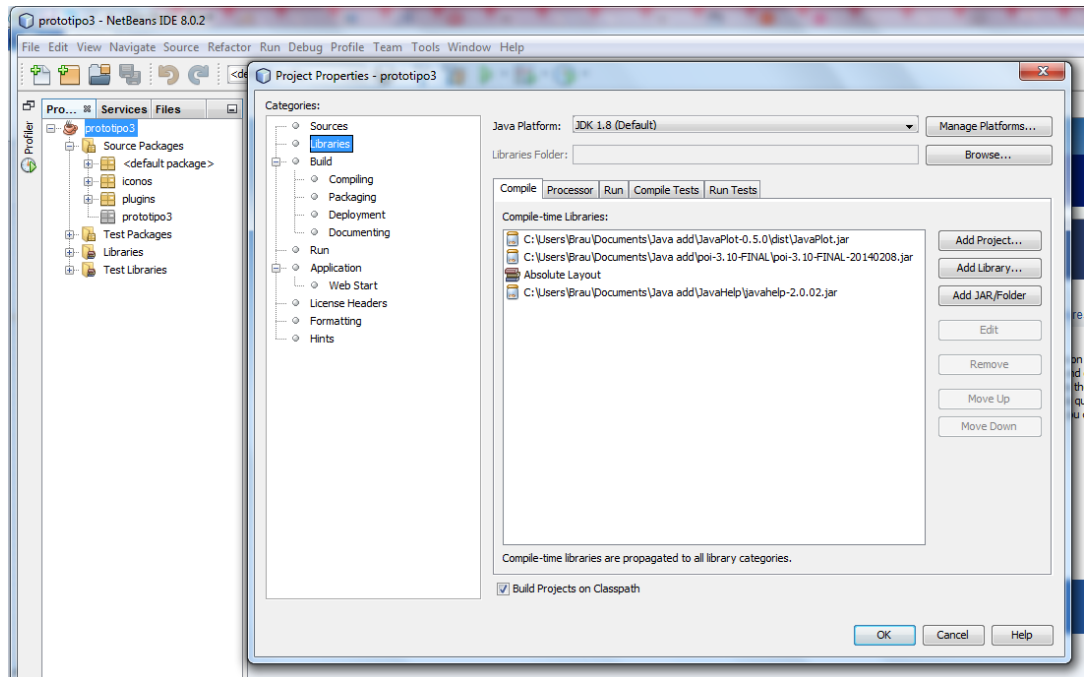 prototipo3 - NetBeans IDE 8.0.2
File Edit View Navigate Source Refactor Run Debug Profile Team Tools Window Help
Project Properties - prototipo3
Pro... Services Files
Profiler
prototipo3
Source Packages
<default package>
iconos
plugins
prototipo3
Test Packages
Libraries
Test Libraries
Categories:
Sources
Libraries
Build
Compiling
Packaging
Deployment
Documenting
Run
Application
Web Start
License Headers
Formatting
Hints
Java Platform: JDK 1.8 (Default) Manage Platforms...
Libraries Folder: Browse...
Compile Processor Run Compile Tests Run Tests
Compile-time Libraries:
C:\Users\Brau\Documents\Java add\JavaPlot-0.5.0\dist\JavaPlot.jar
C:\Users\Brau\Documents\Java add\poi-3.10-FINAL\poi-3.10-FINAL-20140208.jar
Absolute Layout
C:\Users\Brau\Documents\Java add\JavaHelp\javahelp-2.0.02.jar
Add Project...
Add Library...
Add JAR/Folder
Edit
Remove
Move Up
Move Down
Compile-time libraries are propagated to all library categories.
Build Projects on Classpath
OK Cancel Help